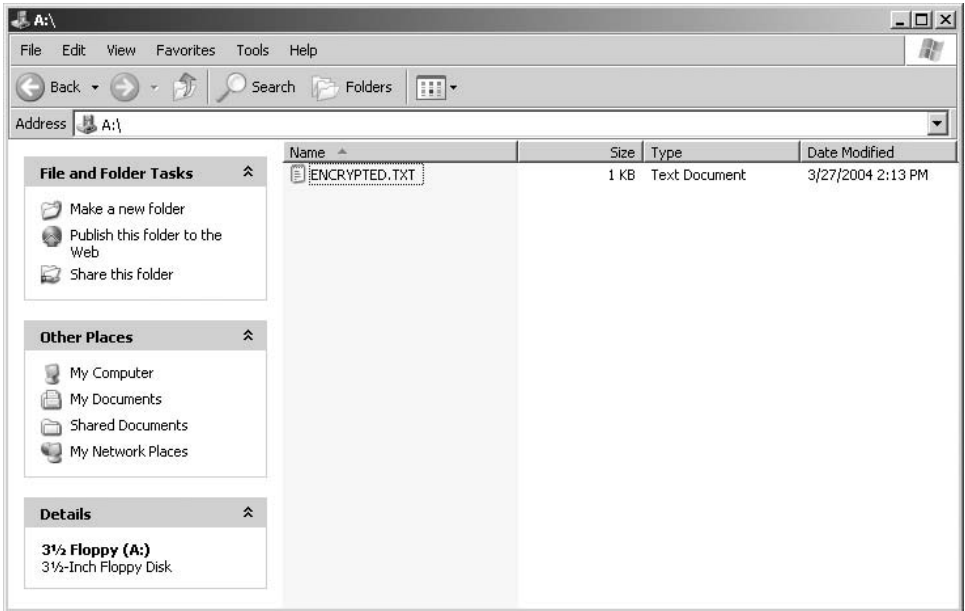 A:\
File Edit View Favorites Tools Help
Back Search Folders
Address A:\
Name Size Type Date Modified
ENCRYPTED.TXT 1 KB Text Document 3/27/2004 2:13 PM
File and Folder Tasks
Make a new folder
Publish this folder to the
Web
Share this folder
Other Places
My Computer
My Documents
Shared Documents
My Network Places
Details
3½ Floppy (A:)
3½-Inch Floppy Disk